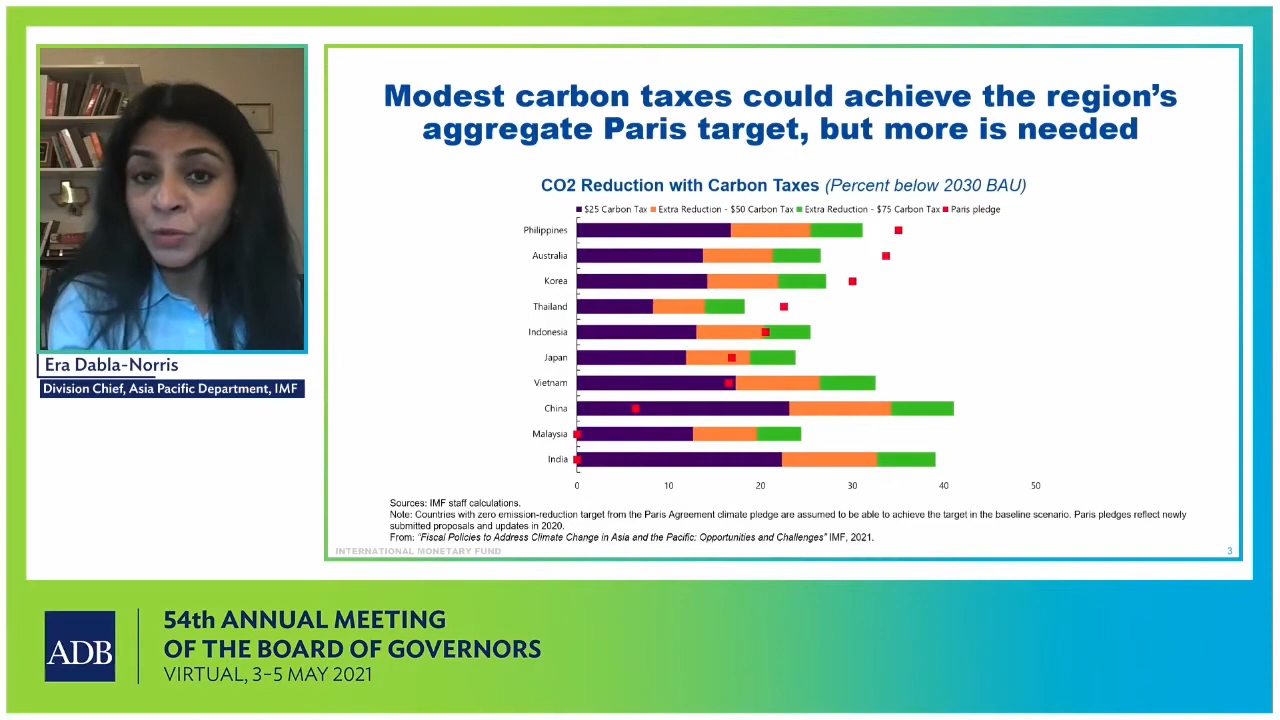 Modest carbon taxes could achieve the region's
aggregate Paris target, but more is needed
CO2 Reduction with Carbon Taxes (Percent below 2030 BAU)
$25 Carbon Tax Extra Reduction - $50 Carbon Tax Extra Reduction - $75 Carbon Tax Paris pledge
Philippines
Australia
Korea
Thailand
Indonesia
Japan
Vietnam
China
Malaysia
India
0 10 20 30 40 50
Sources: IMF staff calculations.
Note: Countries with zero emission-reduction target from the Paris Agreement climate pledge are assumed to be able to achieve the target in the baseline scenario. Paris pledges reflect newly
submitted proposals and updates in 2020.
From: "Fiscal Policies to Address Climate Change in Asia and the Pacific: Opportunities and Challenges" IMF, 2021.
INTERNATIONAL MONETARY FUND 3
Era Dabla-Norris
Division Chief, Asia Pacific Department, IMF
ADB
54th ANNUAL MEETING
OF THE BOARD OF GOVERNORS
VIRTUAL, 3-5 MAY 2021